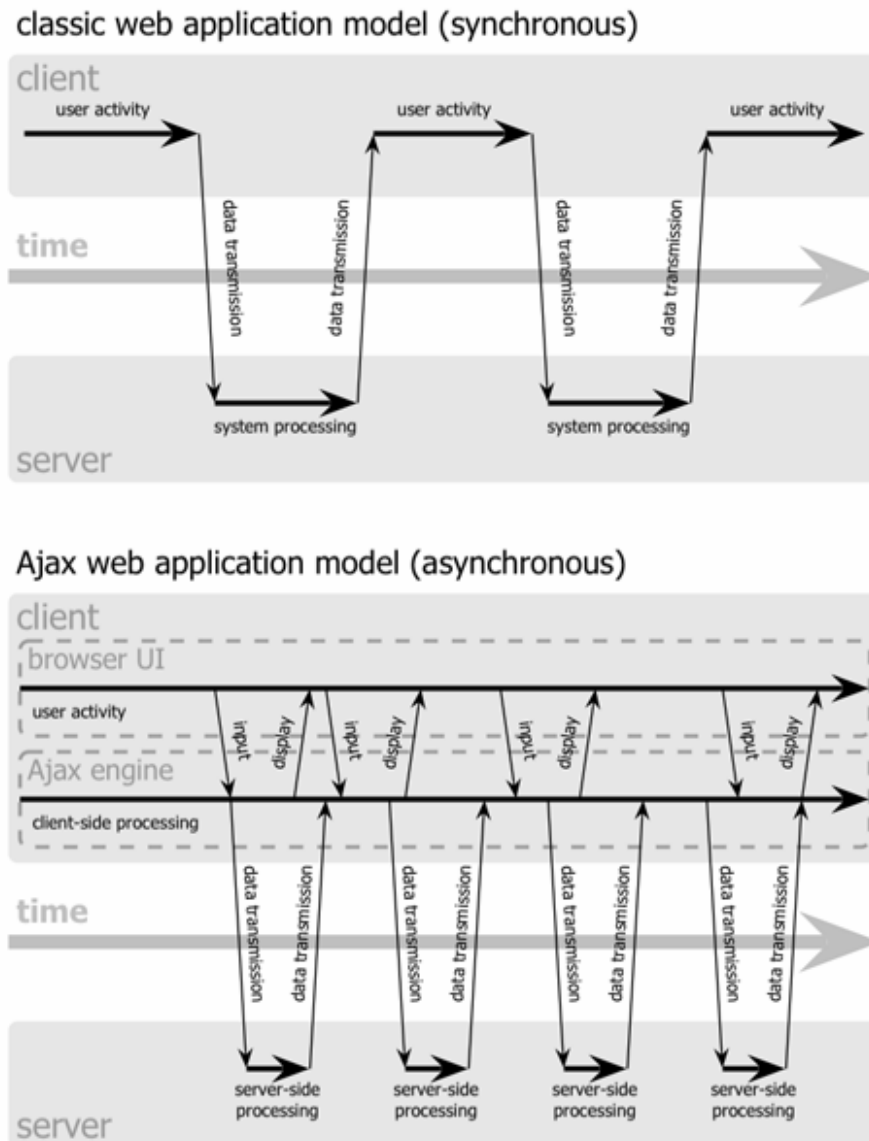 classic web application model (synchronous)
client
user activity
user activity
user activity
data transmission
data transmission
data transmission
data transmission
time
system processing
system processing
server
Ajax web application model (asynchronous)
client
browser UI
user activity
input
display
input
display
input
display
input
display
Ajax engine
client-side processing
data transmission
data transmission
data transmission
data transmission
data transmission
data transmission
data transmission
data transmission
time
server-side
processing
server-side
processing
server-side
processing
server-side
processing
server